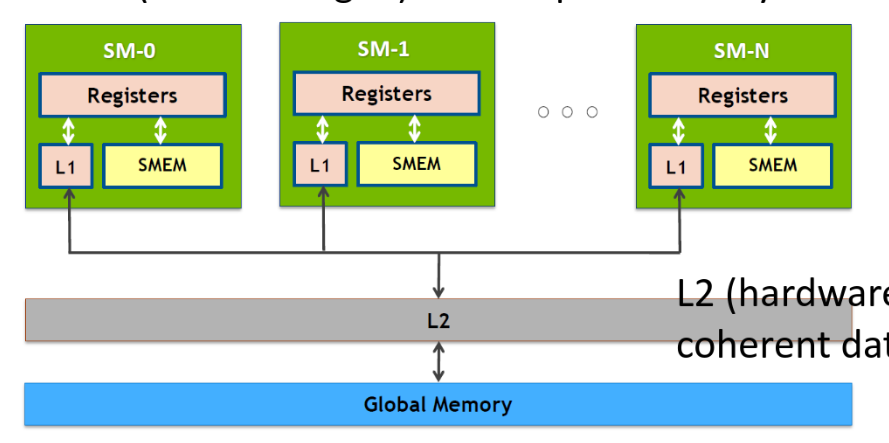 SM-0
SM-1
SM-N
Registers
Registers
Registers
L1
SMEM
L1
SMEM
L1
SMEM
L2 (hardware
L2
coherent dat
Global Memory